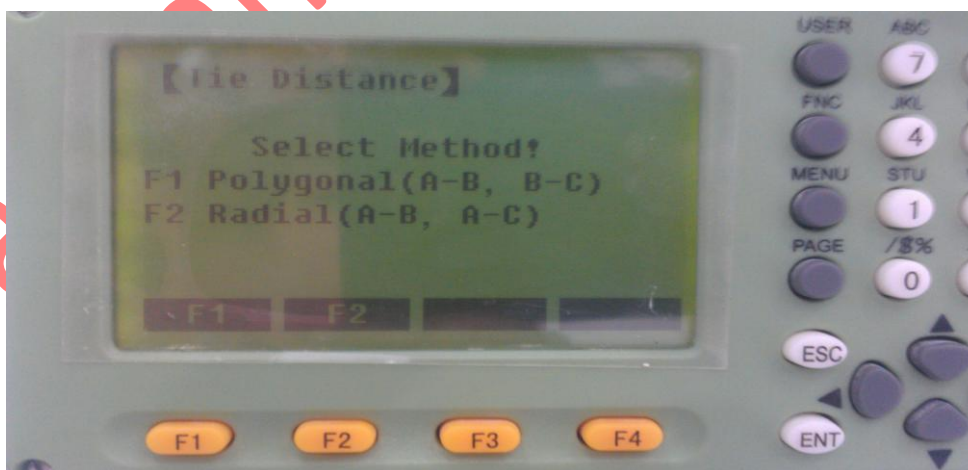 【Tie Distance】
Select Method!
F1 Polygonal(A-B, B-C)
F2 Radial(A-B, A-C)
F1 F2
F1 F2 F3 F4
USER ABC
7
FNC JKL
4
MENU STU
1
PAGE /$%
0
ESC
ENT